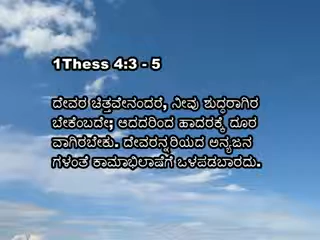 1Thess 4:3 - 5
ದೇವರ ಚಿತ್ತವೇನಂದರೆ, ನೀವು ಶುದ್ಧರಾಗಿರ
ಬೇಕೆಂಬದೇ; ಆದದರಿಂದ ಹಾದರಕ್ಕೆ ದೂರ
ವಾಗಿರಬೇಕು. ದೇವರನ್ನರಿಯದ ಅನ್ಯಜನ
ಗಳಂತೆ ಕಾಮಾಭಿಲಾಷೆಗೆ ಒಳಪಡಬಾರದು.